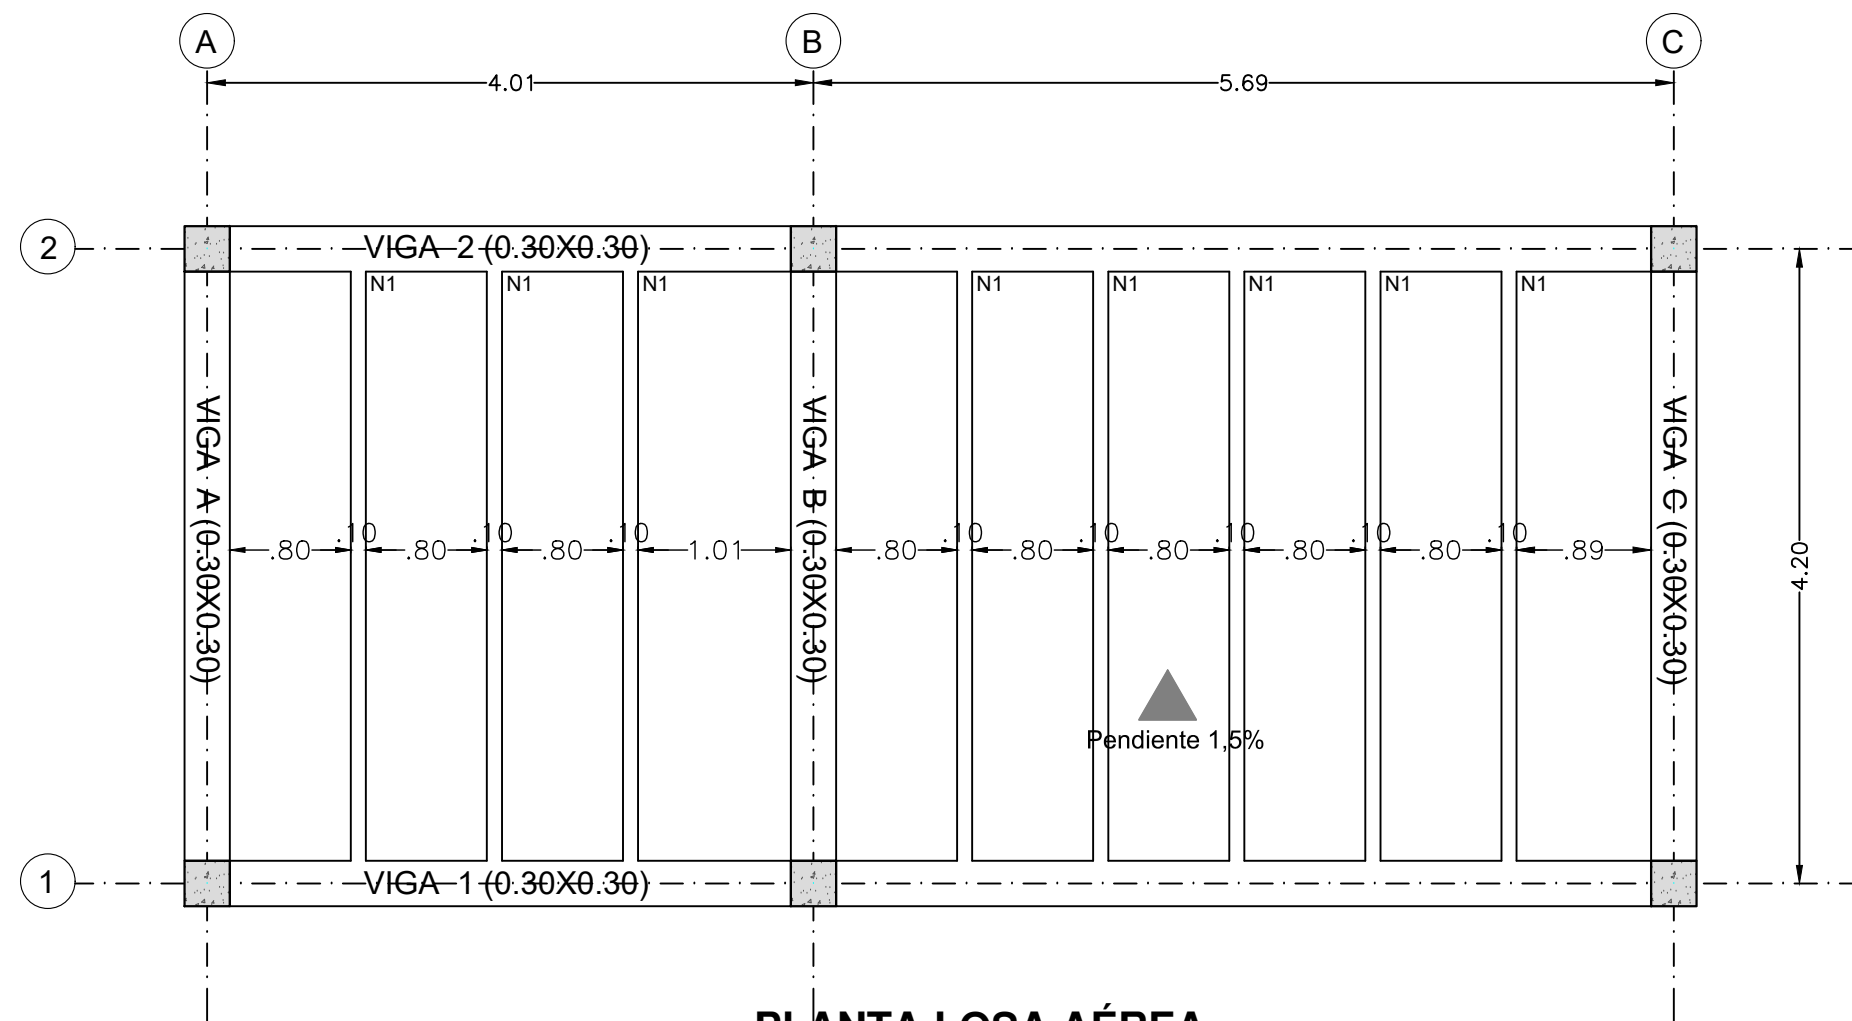 A B C
4.01 5.69
2
VIGA 2 (0.30X0.30)
N1 N1 N1 N1 N1 N1 N1 N1
VIGA A (0.30X0.30)
VIGA B (0.30X0.30)
VIGA C (0.30X0.30)
.10 .10 .10 .10 .10 .10 .10 .10
.80 .80 .80 1.01 .80 .80 .80 .80 .80 .89
4.20
Pendiente 1,5%
1
VIGA 1 (0.30X0.30)
PLANTA LOSA AÉREA